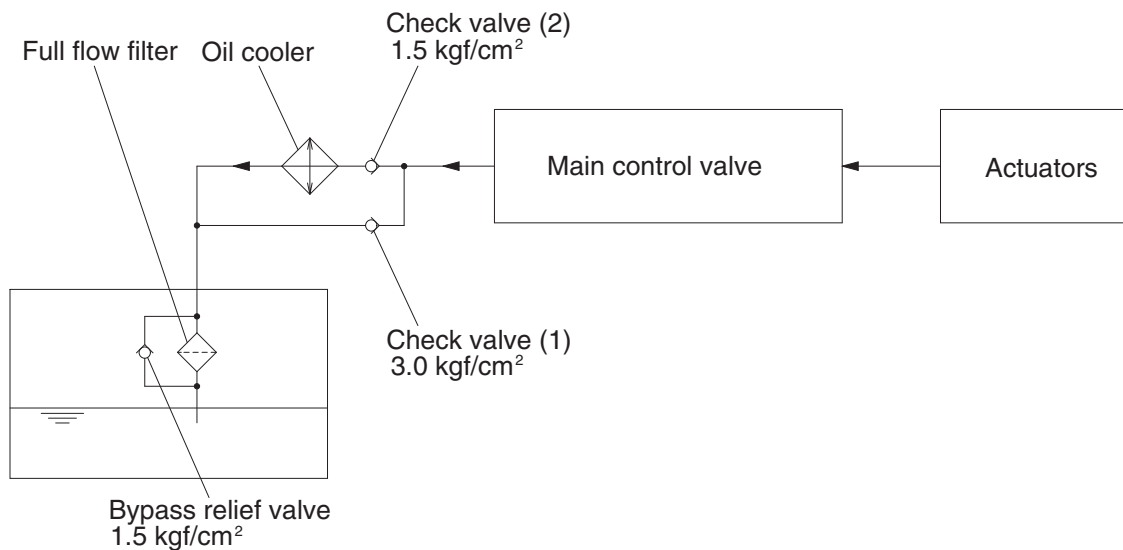 Check valve (2)
1.5 kgf/cm²
Full flow filter
Oil cooler
Main control valve
Actuators
Check valve (1)
3.0 kgf/cm²
Bypass relief valve
1.5 kgf/cm²